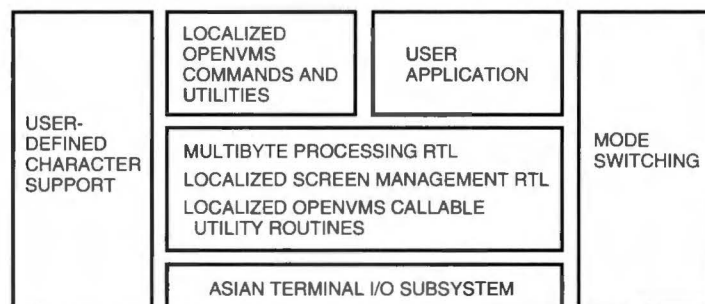 USER-
DEFINED
CHARACTER
SUPPORT
LOCALIZED
OPENVMS
COMMANDS AND
UTILITIES
USER
APPLICATION
MULTIBYTE PROCESSING RTL
LOCALIZED SCREEN MANAGEMENT RTL
LOCALIZED OPENVMS CALLABLE
UTILITY ROUTINES
ASIAN TERMINAL I/O SUBSYSTEM
MODE
SWITCHING